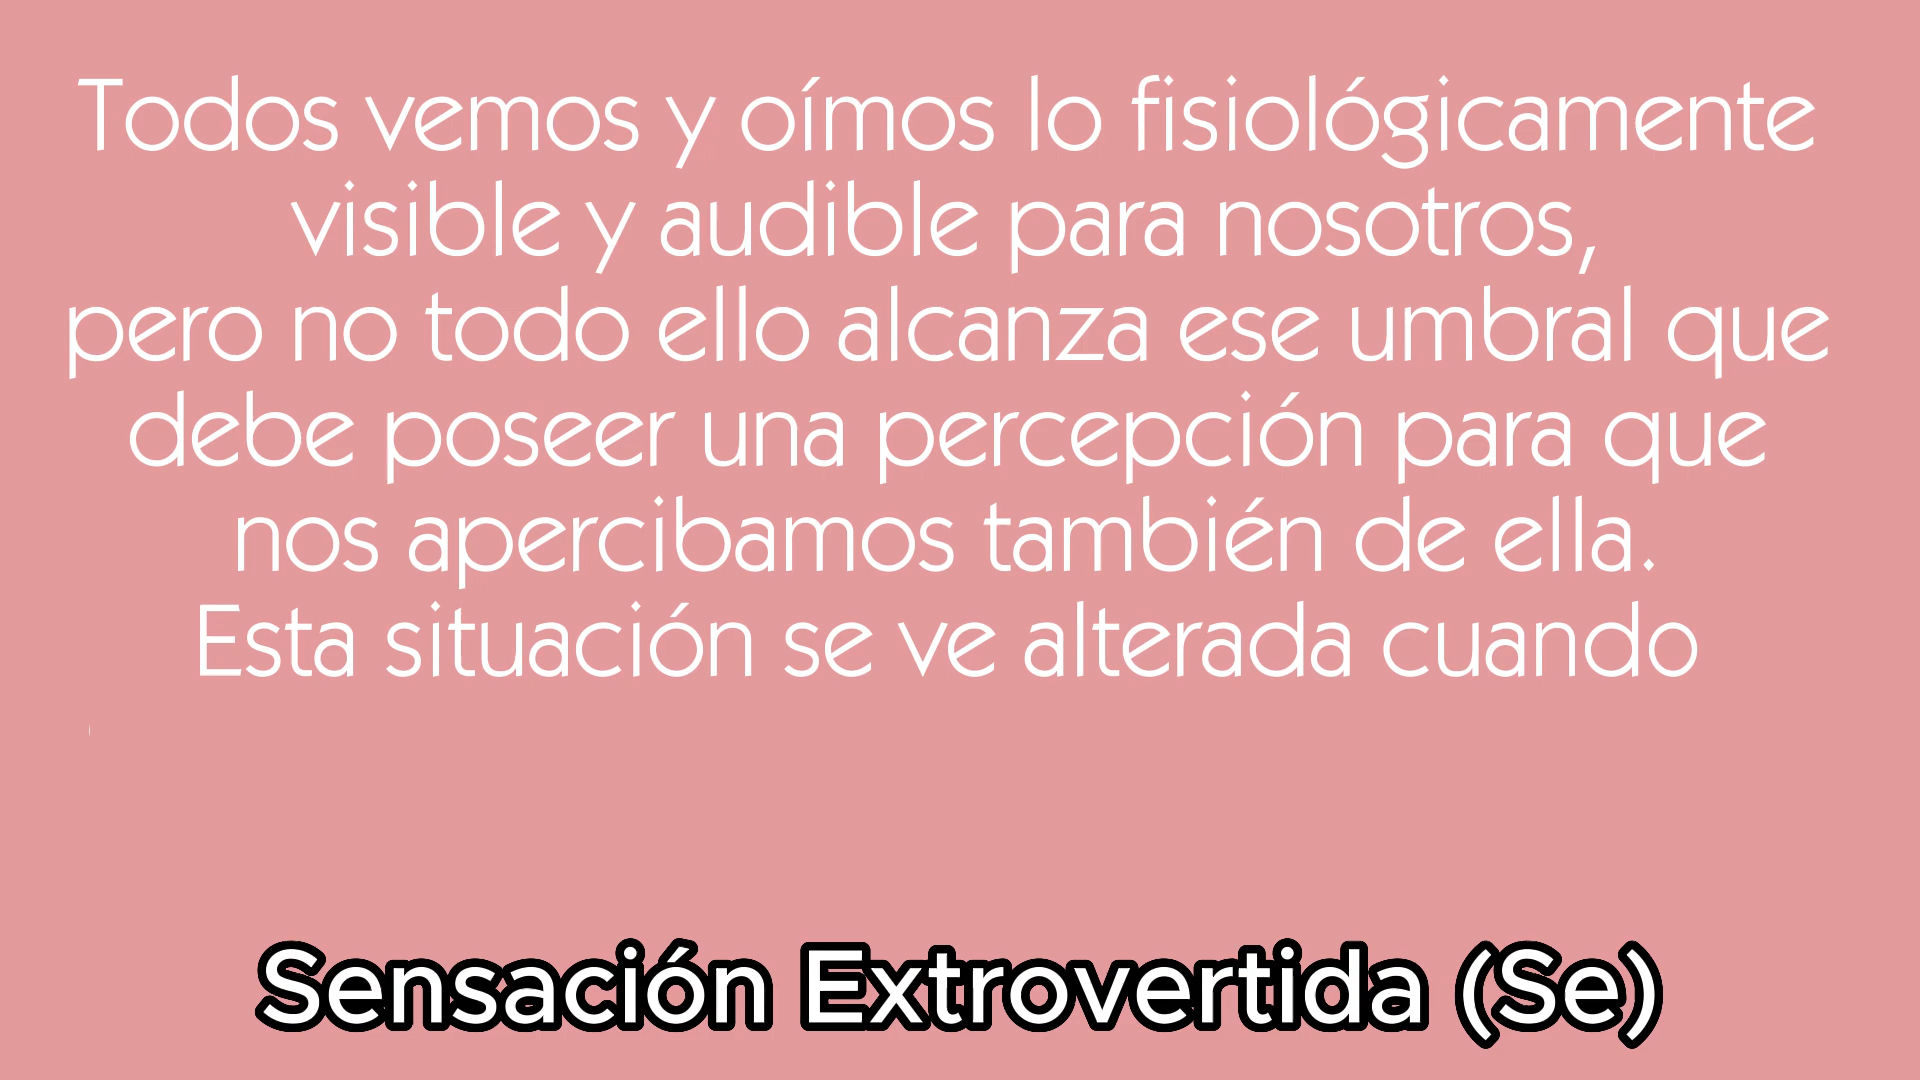 Todos vemos y oímos lo fisiológicamente
visible y audible para nosotros,
pero no todo ello alcanza ese umbral que
debe poseer una percepción para que
nos apercibamos también de ella.
Esta situación se ve alterada cuando
Sensación Extrovertida (Se)